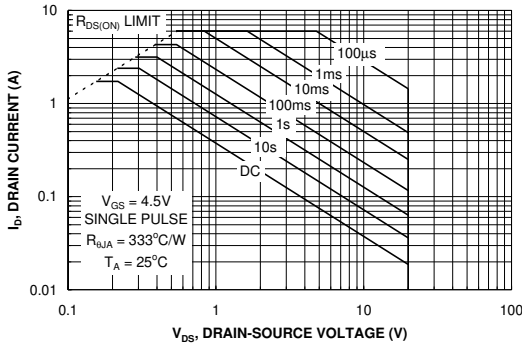 10
R_DS(ON) LIMIT
100µs
1ms
10ms
1
100ms
1s
10s
DC
0.1
V_GS = 4.5V
SINGLE PULSE
R_θJA = 333°C/W
T_A = 25°C
0.01
0.1
1
10
100
I_D, DRAIN CURRENT (A)
V_DS, DRAIN-SOURCE VOLTAGE (V)